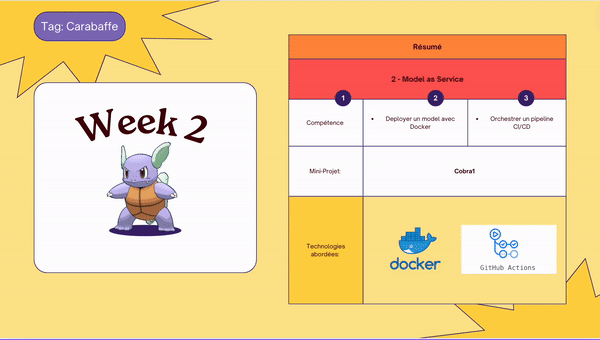 Tag: Carabaffe
Week 2
Résumé
2 - Model as Service
1
2
3
Compétence
• Deployer un model avec
Docker
• Orchestrer un pipeline
CI/CD
Mini-Projet:
Cobra1
Technologies
abordées:
docker
GitHub Actions